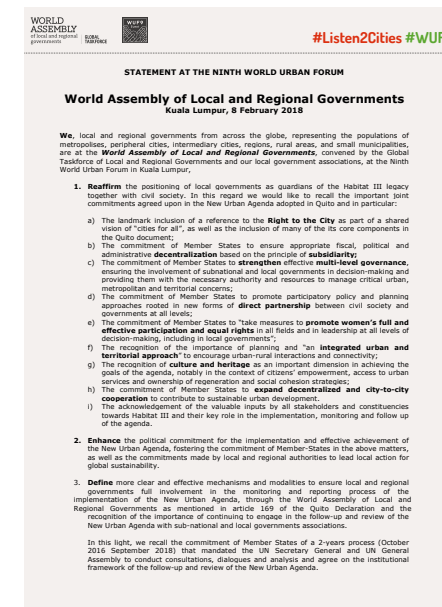 WORLD
ASSEMBLY
of local and regional
governments
GLOBAL
TASKFORCE
WUF9
#Listen2Cities #WUF
STATEMENT AT THE NINTH WORLD URBAN FORUM
World Assembly of Local and Regional Governments
Kuala Lumpur, 8 February 2018
We, local and regional governments from across the globe, representing the populations of
metropolises, peripheral cities, intermediary cities, regions, rural areas, and small municipalities,
are at the World Assembly of Local and Regional Governments, convened by the Global
Taskforce of Local and Regional Governments and our local government associations, at the Ninth
World Urban Forum in Kuala Lumpur,
1. Reaffirm the positioning of local governments as guardians of the Habitat III legacy
together with civil society. In this regard we would like to recall the important joint
commitments agreed upon in the New Urban Agenda adopted in Quito and in particular:
a) The landmark inclusion of a reference to the Right to the City as part of a shared
vision of "cities for all", as well as the inclusion of many of its core components in
the Quito document;
b) The commitment of Member States to ensure appropriate fiscal, political and
administrative decentralization based on the principle of subsidiarity;
c) The commitment of Member States to strengthen effective multi-level governance,
ensuring the involvement of subnational and local governments in decision-making and
providing them with the necessary authority and resources to manage critical urban,
metropolitan and territorial concerns;
d) The commitment of Member States to promote participatory policy and planning
approaches rooted in new forms of direct partnership between civil society and
governments at all levels;
e) The commitment of Member States to "take measures to promote women's full and
effective participation and equal rights in all fields and in leadership at all levels of
decision-making, including in local governments";
f) The recognition of the importance of planning and "an integrated urban and
territorial approach" to encourage urban-rural interactions and connectivity;
g) The recognition of culture and heritage as an important dimension in achieving the
goals of the agenda, notably in the context of citizens' empowerment, access to urban
services and ownership of regeneration and social cohesion strategies;
h) The commitment of Member States to expand decentralized and city-to-city
cooperation to contribute to sustainable urban development.
i) The acknowledgement of the valuable inputs by all stakeholders and constituencies
towards Habitat III and their key role in the implementation, monitoring and follow up
of the agenda.
2. Enhance the political commitment for the implementation and effective achievement of
the New Urban Agenda, fostering the commitment of Member-States in the above matters,
as well as the commitments made by local and regional authorities to lead local action for
global sustainability.
3. Define more clear and effective mechanisms and modalities to ensure local and regional
governments full involvement in the monitoring and reporting process of the
implementation of the New Urban Agenda, through the World Assembly of Local and
Regional Governments as mentioned in article 169 of the Quito Declaration and the
recognition of the importance of continuing to engage in the follow-up and review of the
New Urban Agenda with sub-national and local governments associations.
In this light, we recall the commitment of Member States of a 2-years process (October
2016 September 2018) that mandated the UN Secretary General and UN General
Assembly to conduct consultations, dialogues and analysis and agree on the institutional
framework of the follow-up and review of the New Urban Agenda.